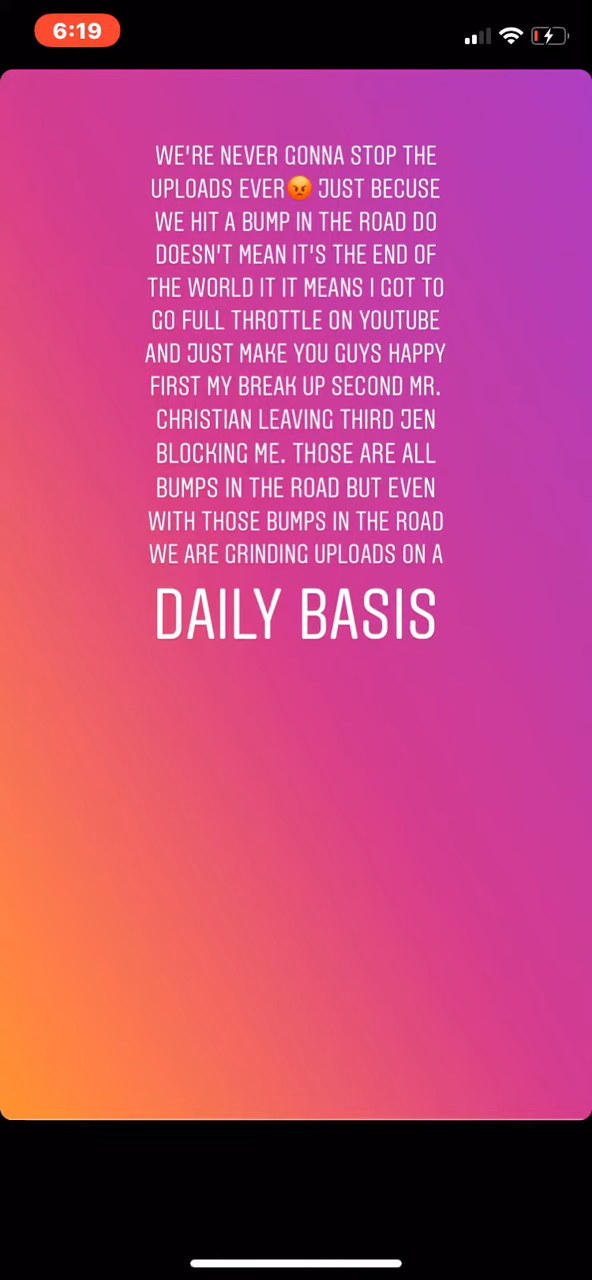 6:19
WE'RE NEVER GONNA STOP THE
UPLOADS EVER😡 JUST BECUSE
WE HIT A BUMP IN THE ROAD DO
DOESN'T MEAN IT'S THE END OF
THE WORLD IT IT MEANS I GOT TO
GO FULL THROTTLE ON YOUTUBE
AND JUST MAKE YOU GUYS HAPPY
FIRST MY BREAK UP SECOND MR.
CHRISTIAN LEAVING THIRD JEN
BLOCKING ME. THOSE ARE ALL
BUMPS IN THE ROAD BUT EVEN
WITH THOSE BUMPS IN THE ROAD
WE ARE GRINDING UPLOADS ON A
DAILY BASIS